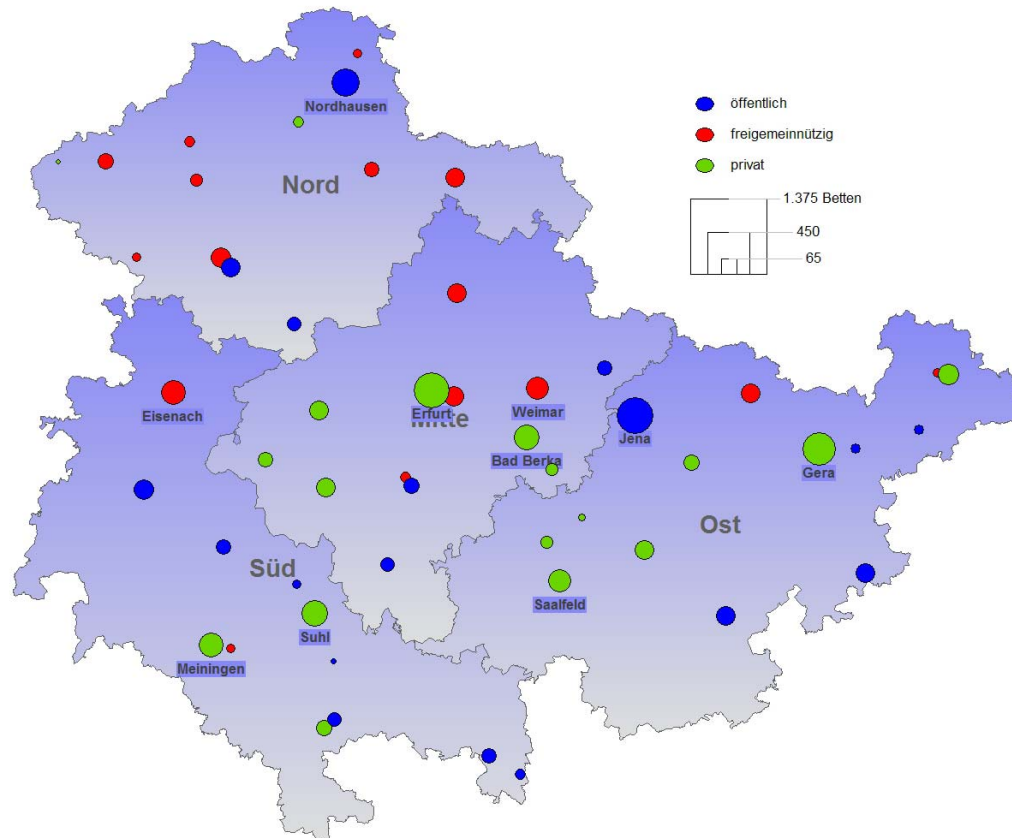 Nordhausen
öffentlich
freigemeinnützig
privat
Nord
1.375 Betten
450
65
Eisenach
Erfurt
Mitte
Weimar
Jena
Bad Berka
Gera
Ost
Süd
Saalfeld
Suhl
Meiningen